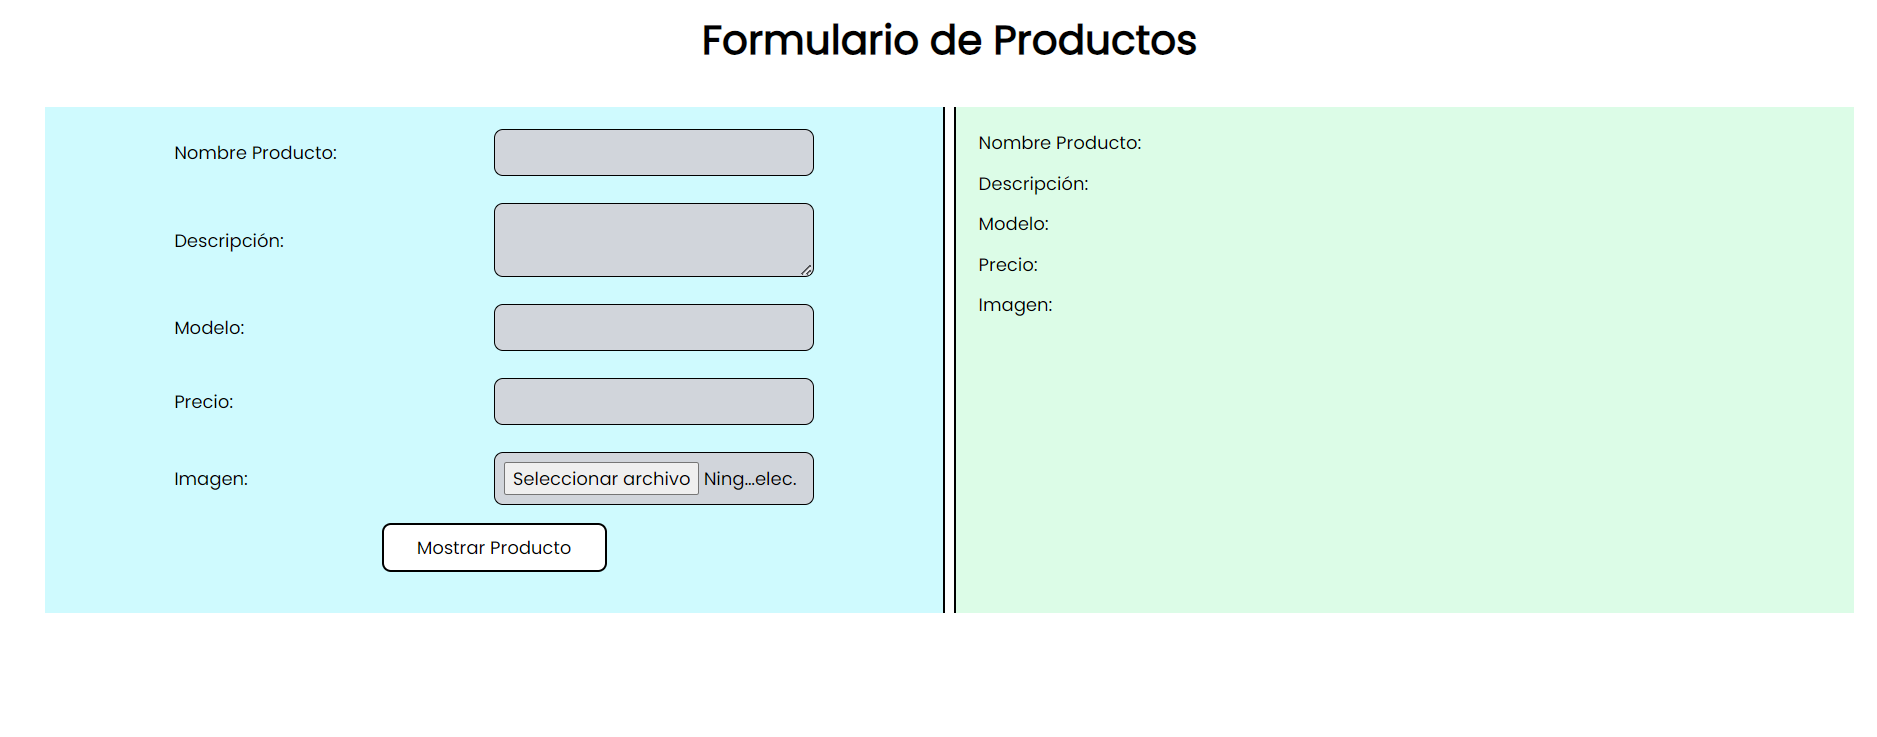 Formulario de Productos
Nombre Producto:
Descripción:
Modelo:
Precio:
Imagen:
Seleccionar archivo Ning...elec.
Mostrar Producto
Nombre Producto:
Descripción:
Modelo:
Precio:
Imagen: